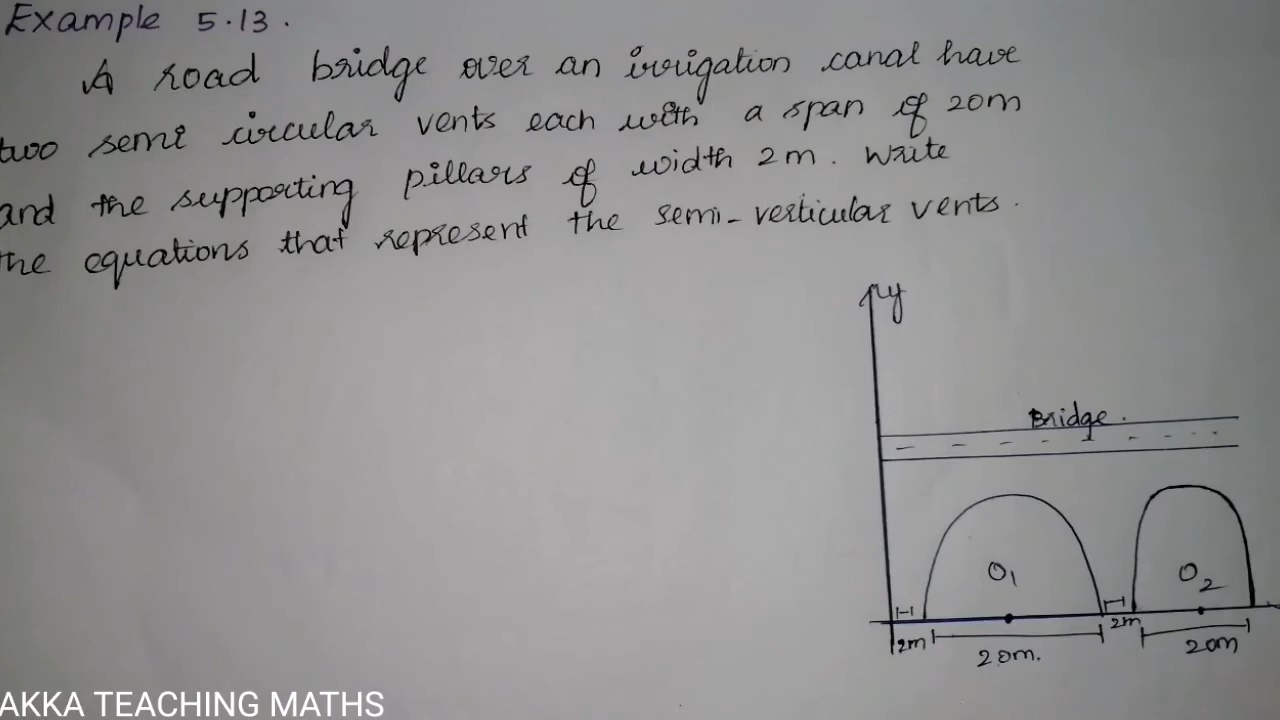 Example 5.13.
A road bridge over an irrigation canal have
two semi circular vents each with a span of 20m
and the supporting pillars of width 2m. Write
the equations that represent the semi-verticular vents.
y
Bridge.
O1
O2
2m
20m.
2m
20m
AKKA TEACHING MATHS